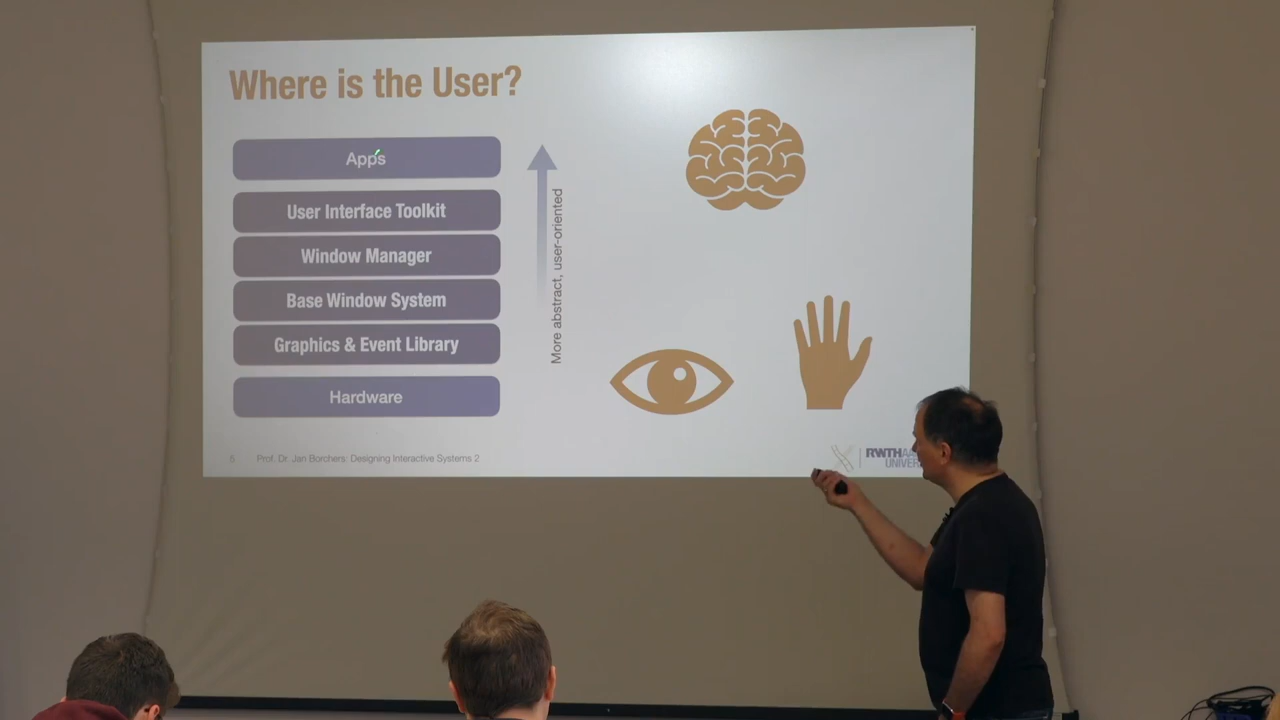 Where is the User?
Apps
User Interface Toolkit
Window Manager
Base Window System
Graphics & Event Library
Hardware
More abstract, user-oriented
5 Prof. Dr. Jan Borchers: Designing Interactive Systems 2
RWTH